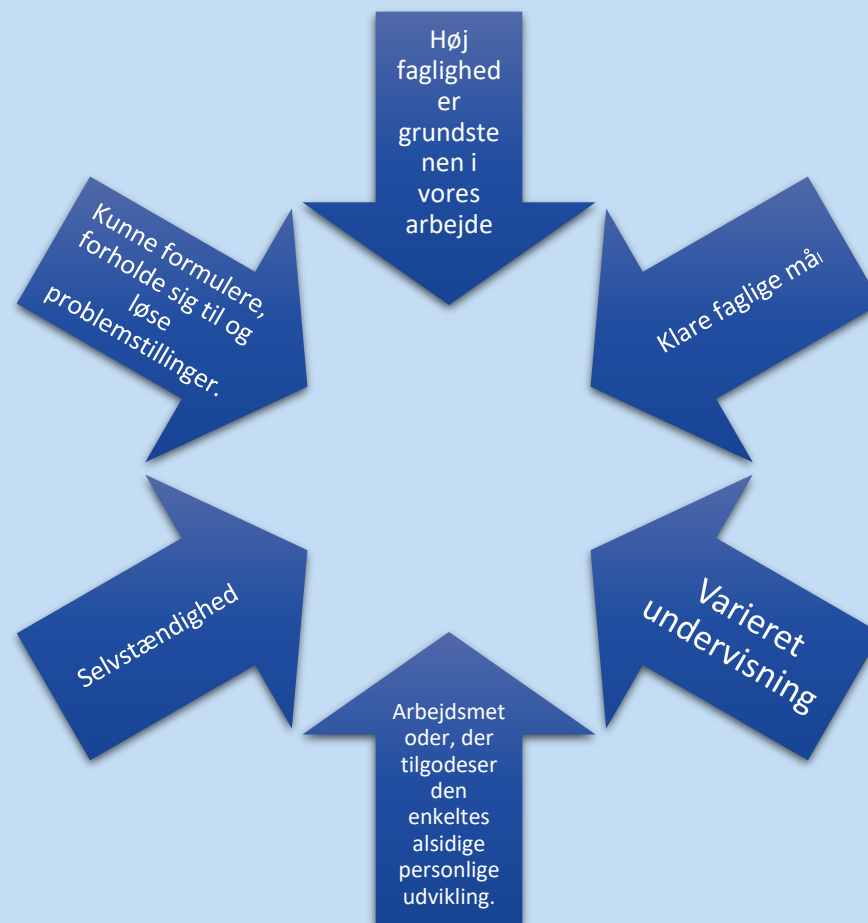 Høj
faglighed
er
grundste
nen i
vores
arbejde
Klare faglige mål
Varieret
undervisning
Arbejdsmet
oder, der
tilgodeser
den
enkeltes
alsidige
personlige
udvikling.
Selvstændighed
Kunne formulere,
forholde sig til og
løse
problemstillinger.